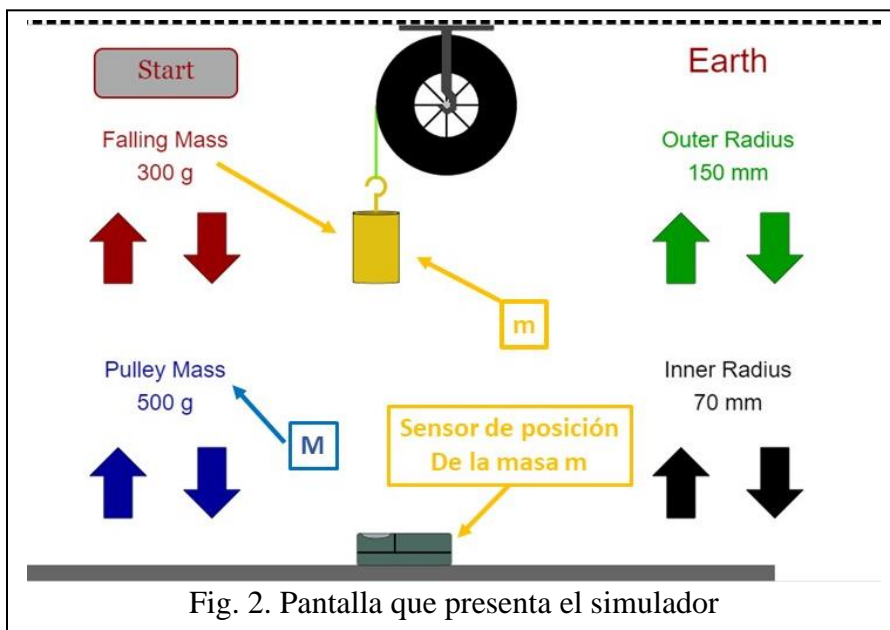 Start
Earth
Falling Mass
300 g
Outer Radius
150 mm
m
Pulley Mass
500 g
Inner Radius
70 mm
M
Sensor de posición
De la masa m
Fig. 2. Pantalla que presenta el simulador